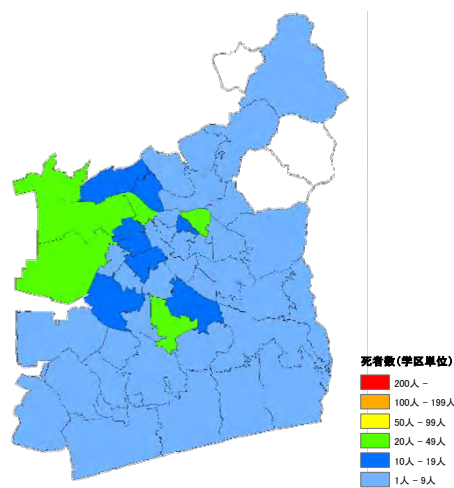 死者数(学区単位)
200人 -
100人 - 199人
50人 - 99人
20人 - 49人
10人 - 19人
1人 - 9人